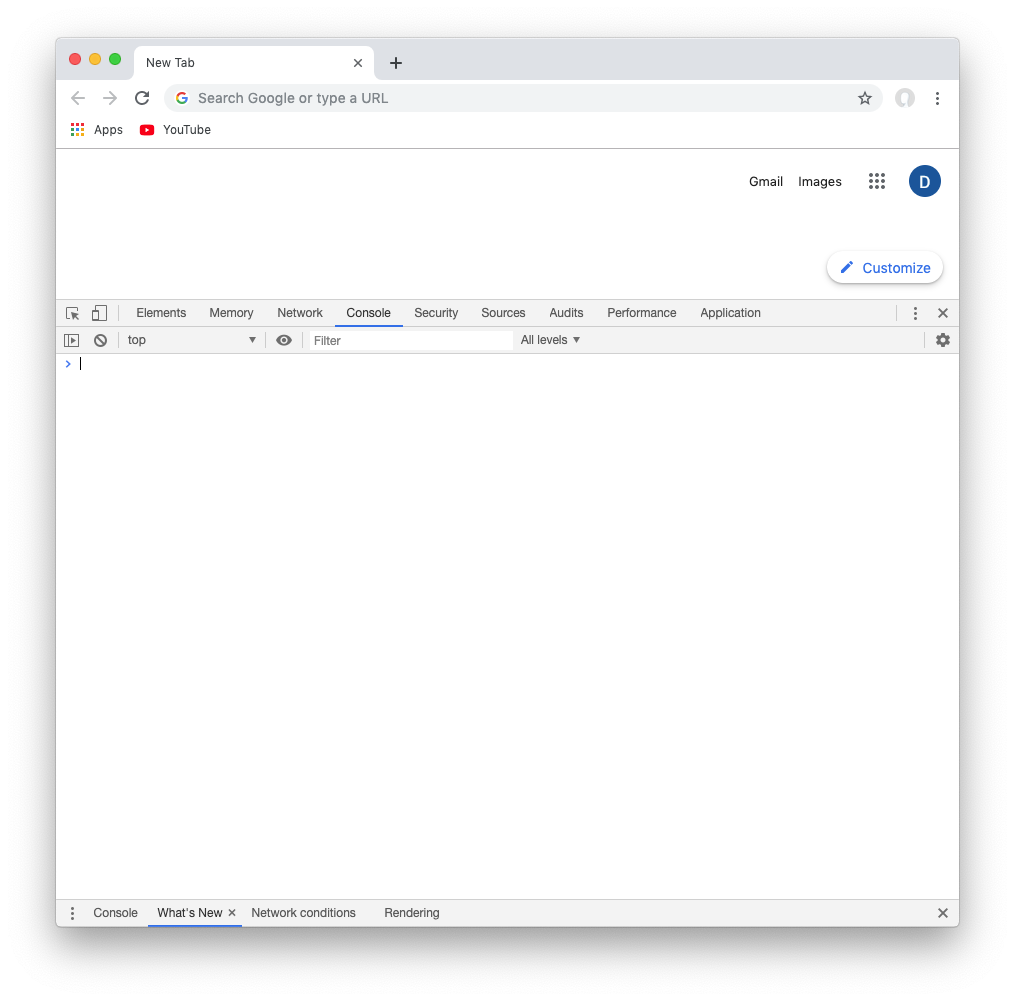 New Tab
Search Google or type a URL
Apps YouTube
Gmail Images D
Customize
Elements Memory Network Console Security Sources Audits Performance Application
top Filter All levels
Console What's New Network conditions Rendering